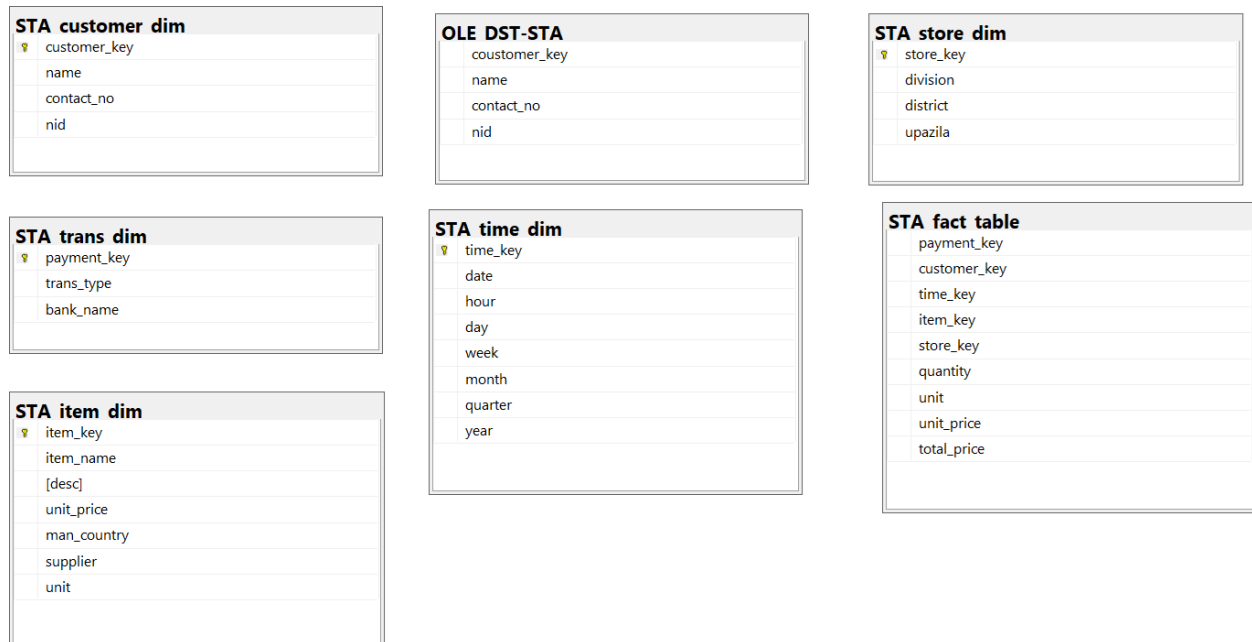 STA customer dim
customer_key
name
contact_no
nid
OLE DST-STA
coustomer_key
name
contact_no
nid
STA store dim
store_key
division
district
upazila
STA trans dim
payment_key
trans_type
bank_name
STA time dim
time_key
date
hour
day
week
month
quarter
year
STA fact table
payment_key
customer_key
time_key
item_key
store_key
quantity
unit
unit_price
total_price
STA item dim
item_key
item_name
[desc]
unit_price
man_country
supplier
unit